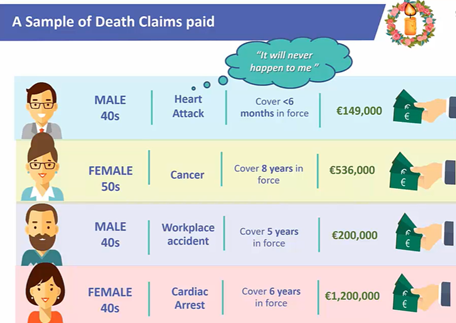 A Sample of Death Claims paid
"It will never
happen to me"
MALE
40s
Heart
Attack
Cover <6
months in force
€149,000
€
FEMALE
50s
Cancer
Cover 8 years in
force
€536,000
€
MALE
40s
Workplace
accident
Cover 5 years
in force
€200,000
€
FEMALE
40s
Cardiac
Arrest
Cover 6 years
in force
€1,200,000
€